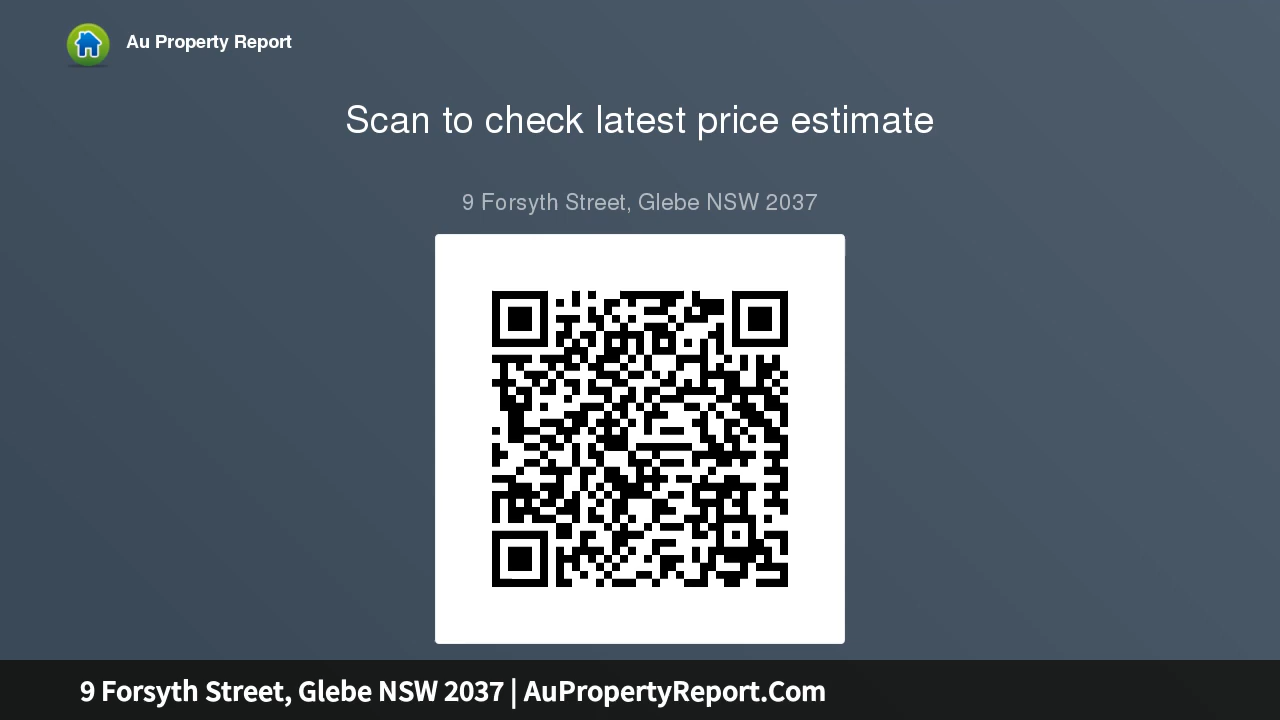 Au Property Report
Scan to check latest price estimate
9 Forsyth Street, Glebe NSW 2037
9 Forsyth Street, Glebe NSW 2037 | AuPropertyReport.Com